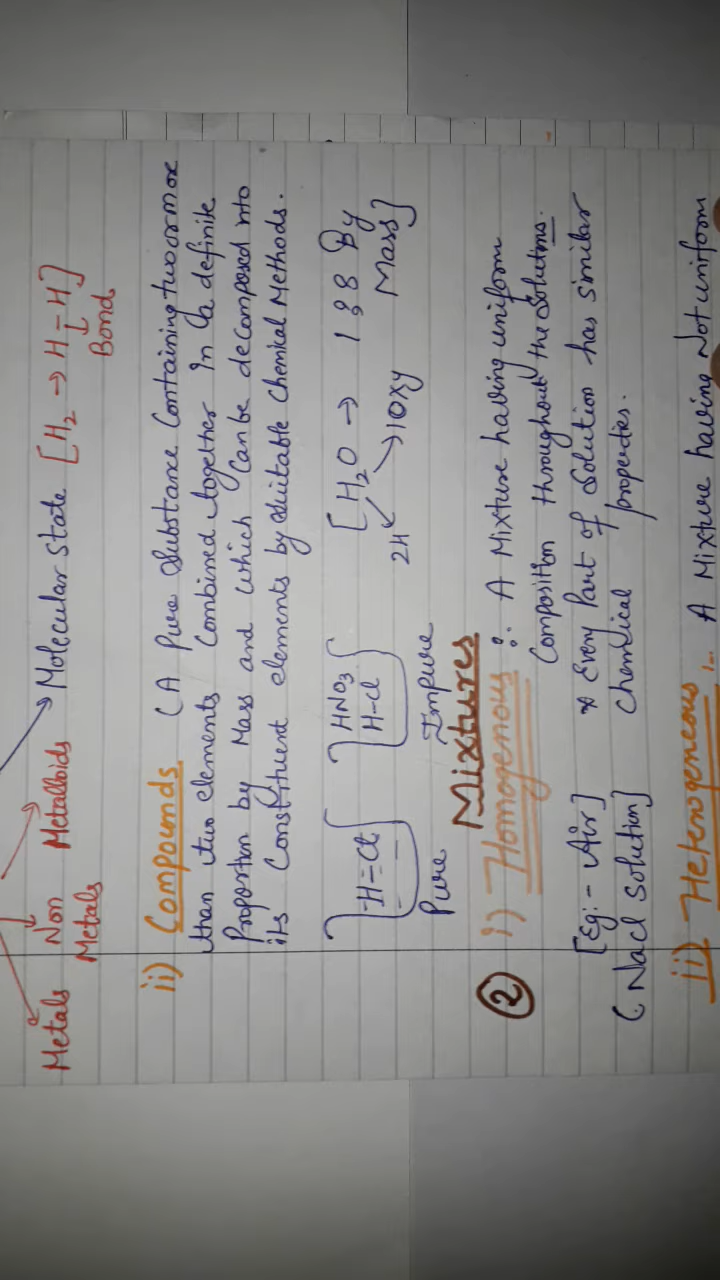 Metals Non Metals Metalloids Molecular State [H₂ → H – H]
Bond
ii) Compounds (A Pure Substance Containing two or more
than two elements Combined together In a definite
Proportion by Mass and which Can be decomposed into
its Constituent elements by Suitable Chemical Methods.
H–Cl HNO₃ [H₂O → 1 : 8 By
H–Cl 2H 1 Oxy Mass]
Pure Impure
Mixtures
② i) Homogenous :. A Mixture having uniform
Composition throughout the Solutions.
[Eg:- Air] * Every Part of Solution has similar
(NaCl Solution] Chemical properties.
ii) Heterogeneous :.. A Mixture having Not uniform